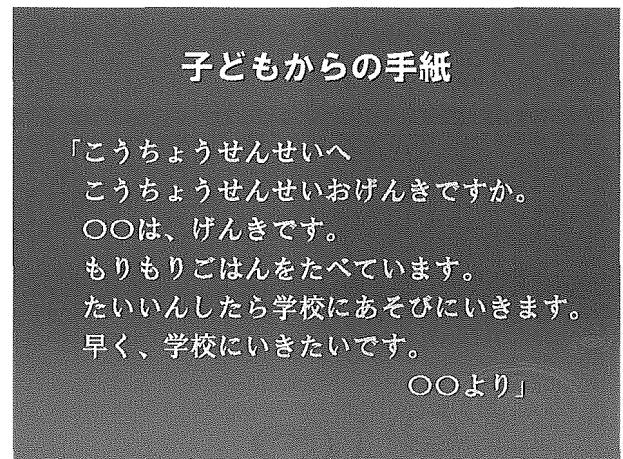 子どもからの手紙
「こうちょうせんせいへ
こうちょうせんせいおげんきですか。
〇〇は、げんきです。
もりもりごはんをたべています。
たいいんしたら学校にあそびにいきます。
早く、学校にいきたいです。
〇〇より」